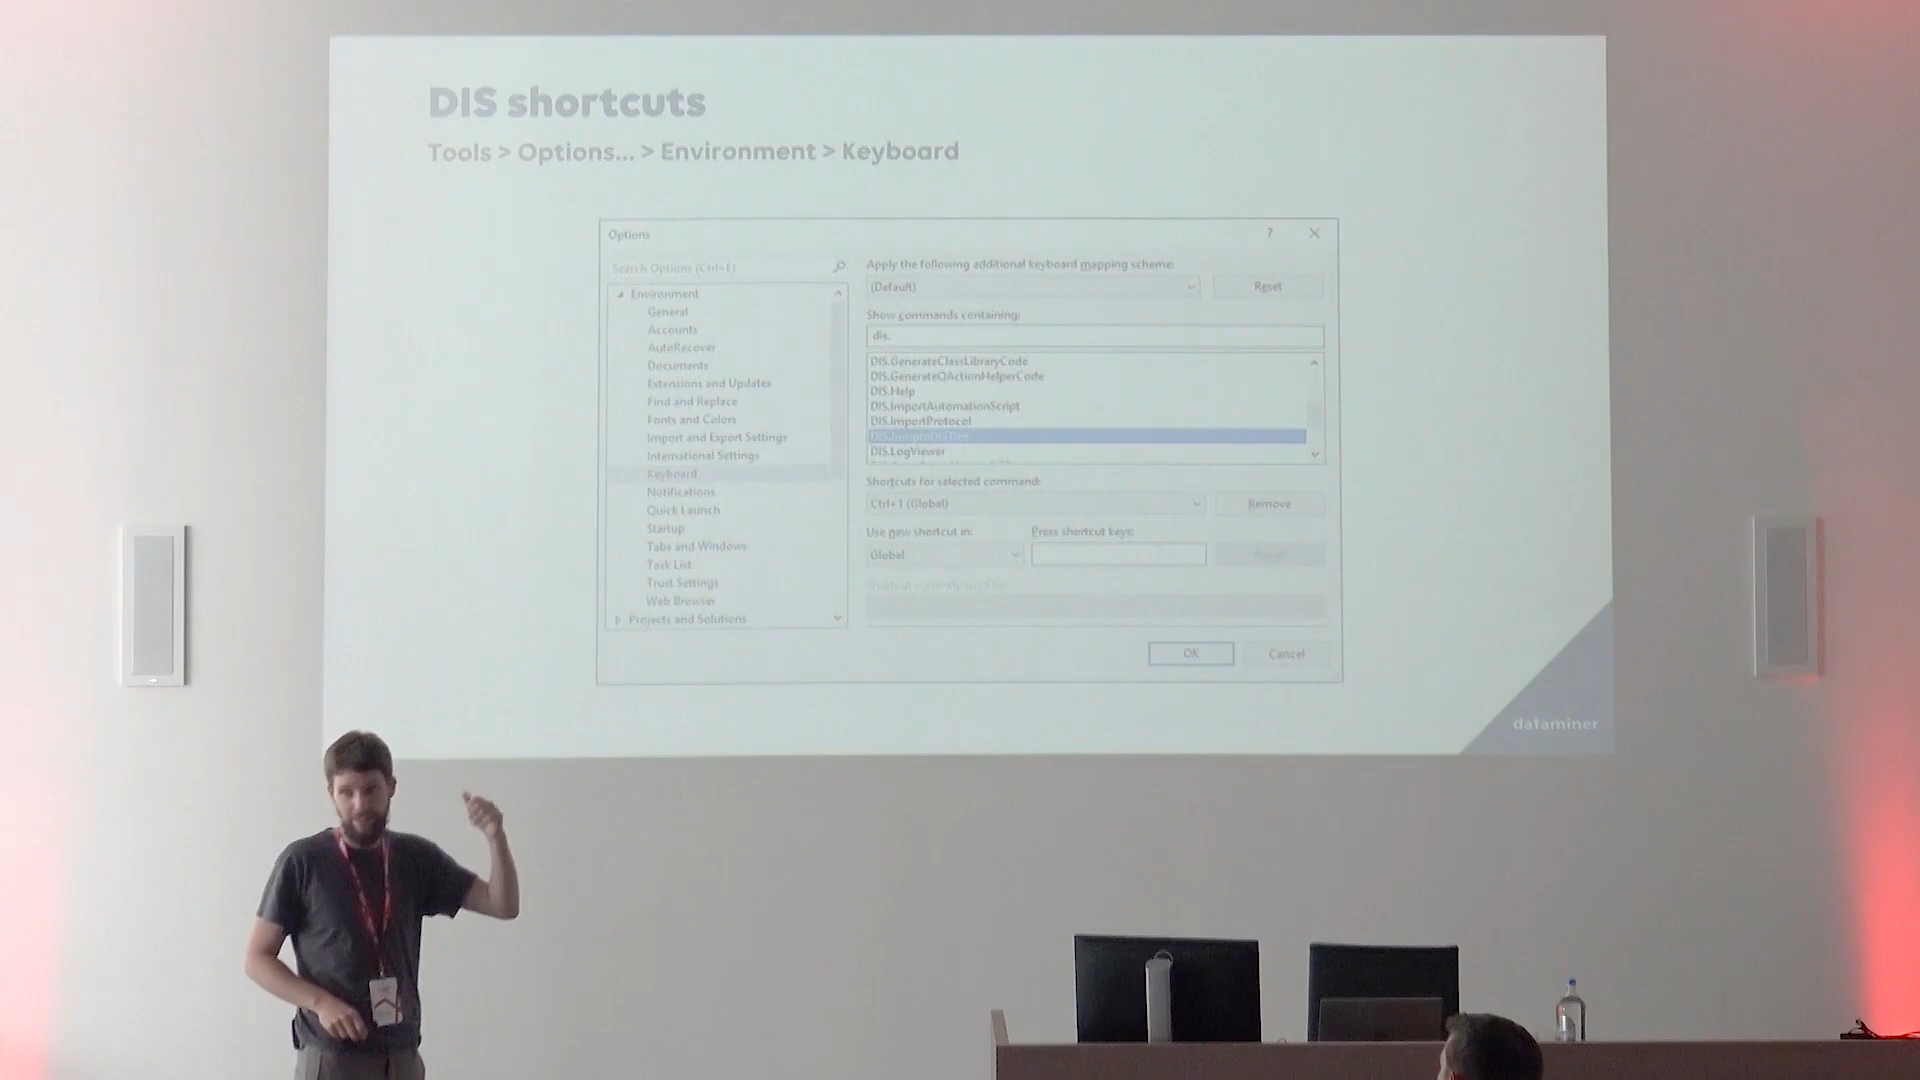 DIS shortcuts
Tools > Options... > Environment > Keyboard
Options
?
Search Options (Ctrl+E)
Environment
General
Accounts
AutoRecover
Documents
Extensions and Updates
Find and Replace
Fonts and Colors
Import and Export Settings
International Settings
Keyboard
Notifications
Quick Launch
Startup
Tabs and Windows
Task List
Trust Settings
Web Browser
Projects and Solutions
Apply the following additional keyboard mapping scheme:
(Default)
Reset
Show commands containing:
dis.
DIS.GenerateClassLibraryCode
DIS.GenerateQActionHelperCode
DIS.Help
DIS.ImportAutomationScript
DIS.ImportProtocol
DIS.LogViewer
Shortcuts for selected command:
Ctrl+1 (Global)
Remove
Use new shortcut in:
Press shortcut keys:
Global
Shortcut currently used by:
OK
Cancel
dataminer